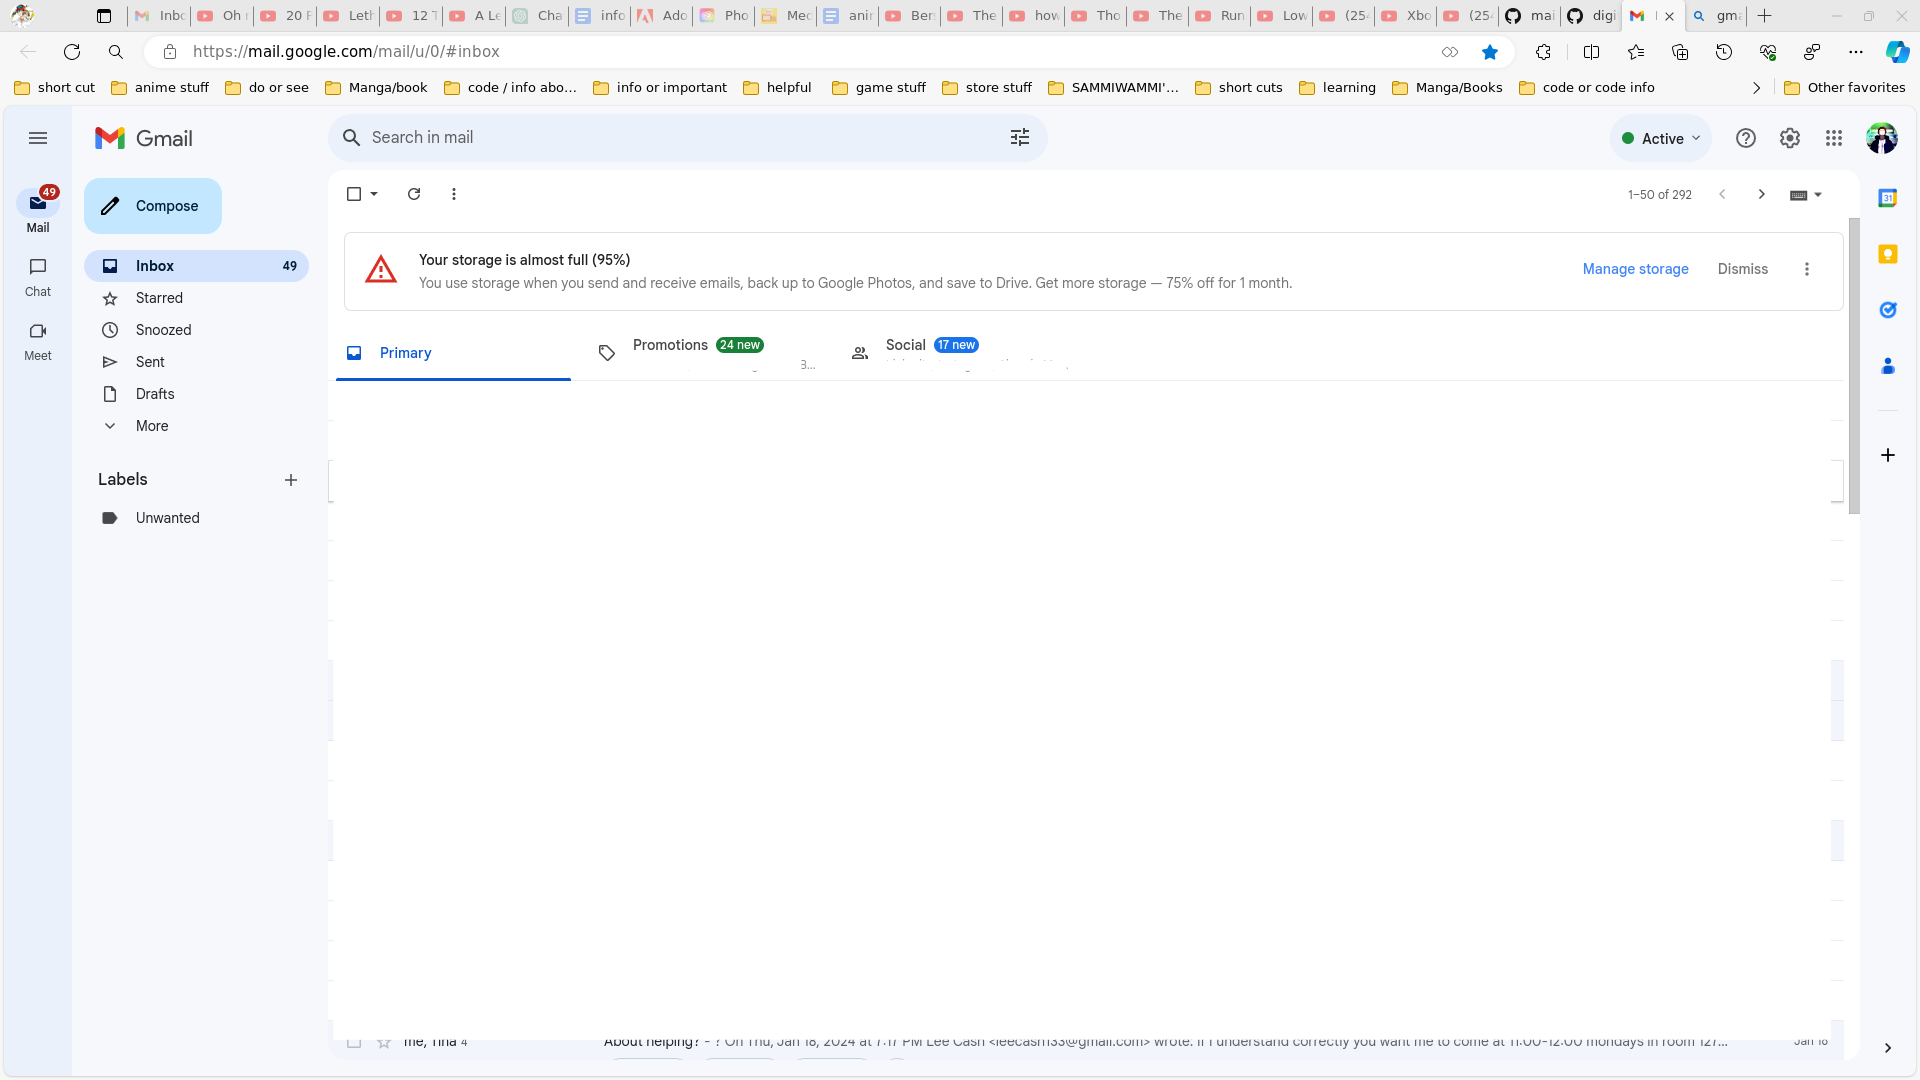 Inbo Oh r 20 F Leth 12 T A Le Cha info Ado Pho Mec anir Bers The how Tho The Run Low (254 Xbo (254 mai digi gma
https://mail.google.com/mail/u/0/#inbox
short cut anime stuff do or see Manga/book code / info abo... info or important helpful game stuff store stuff SAMMIWAMMI'... short cuts learning Manga/Books code or code info Other favorites
Gmail
Search in mail
Active
49
Mail
Chat
Meet
Compose
Inbox 49
Starred
Snoozed
Sent
Drafts
More
Labels
Unwanted
1–50 of 292
31
Your storage is almost full (95%)
You use storage when you send and receive emails, back up to Google Photos, and save to Drive. Get more storage — 75% off for 1 month.
Manage storage Dismiss
Primary
Promotions 24 new
Social 17 new
me, Tina 4 About helping? - ? On Thu, Jan 18, 2024 at 7:17 PM Lee Cash <leecash133@gmail.com> wrote: If I understand correctly you want me to come at 11:00-12:00 mondays in room 127... Jan 18